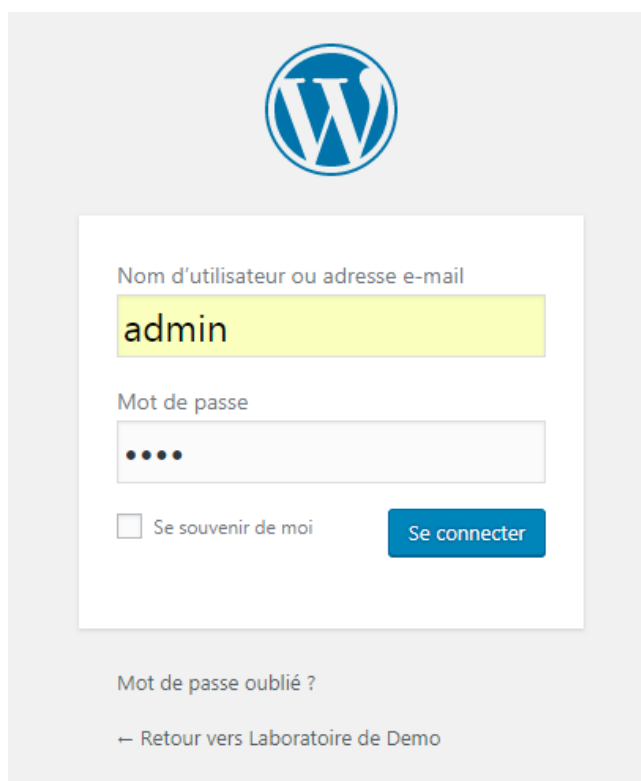 Nom d’utilisateur ou adresse e-mail
admin
Mot de passe
••••
Se souvenir de moi
Se connecter
Mot de passe oublié ?
← Retour vers Laboratoire de Demo